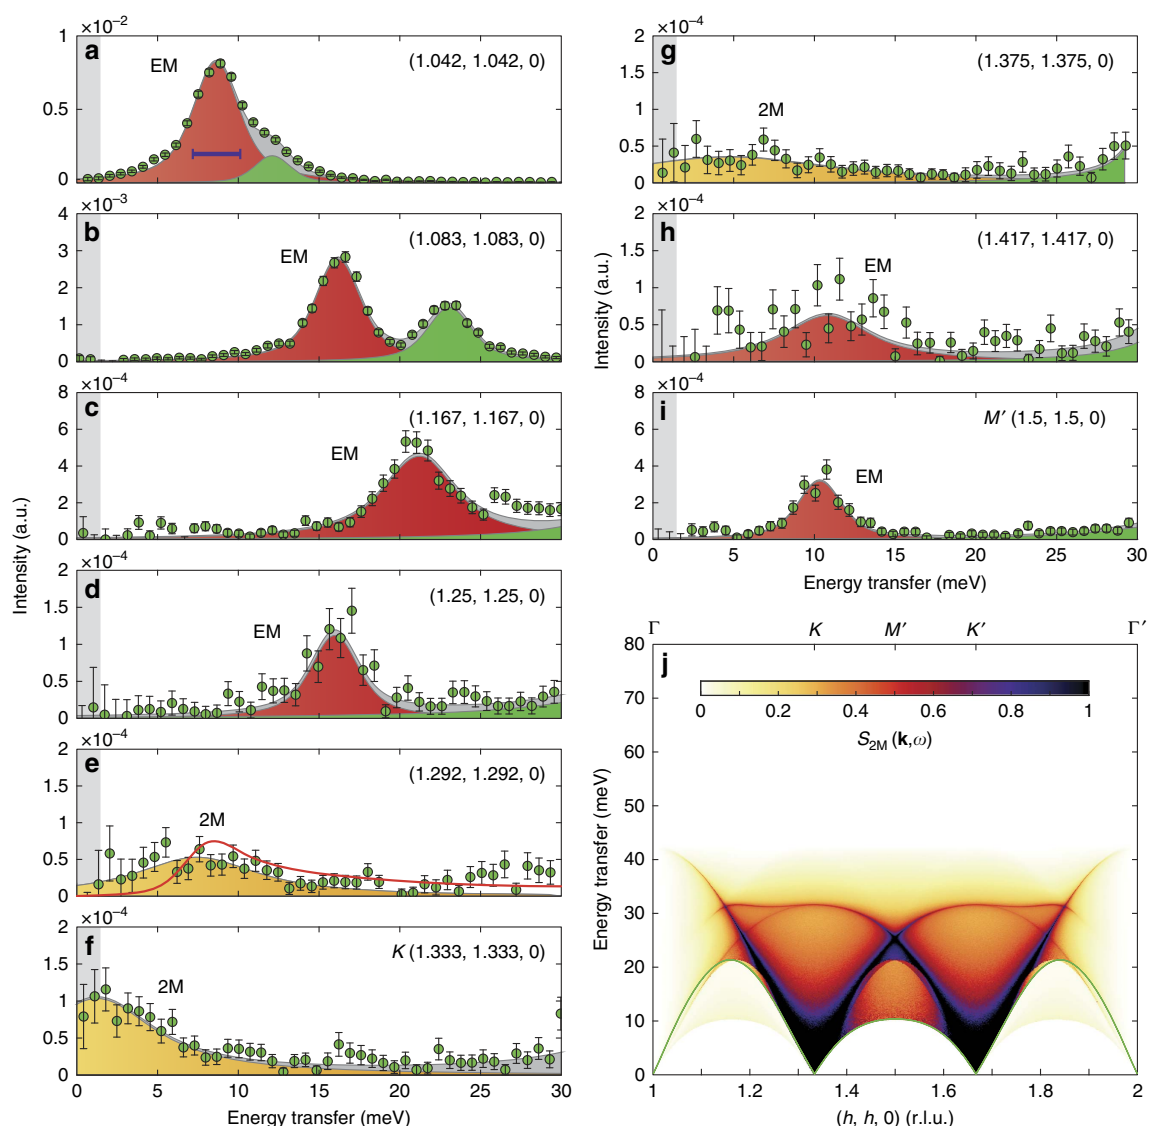 ×10⁻²
a
EM
(1.042, 1.042, 0)
1
0.5
0
×10⁻³
b
EM
(1.083, 1.083, 0)
4
3
2
1
0
×10⁻⁴
c
EM
(1.167, 1.167, 0)
8
6
4
2
0
×10⁻⁴
d
EM
(1.25, 1.25, 0)
2
1.5
1
0.5
0
×10⁻⁴
e
2M
(1.292, 1.292, 0)
2
1.5
1
0.5
0
×10⁻⁴
f
2M
K (1.333, 1.333, 0)
2
1.5
1
0.5
0
0 5 10 15 20 25 30
Energy transfer (meV)
Intensity (a.u.)
×10⁻⁴
g
2M
(1.375, 1.375, 0)
2
1.5
1
0.5
0
×10⁻⁴
h
EM
(1.417, 1.417, 0)
2
1.5
1
0.5
0
×10⁻⁴
i
EM
M′ (1.5, 1.5, 0)
8
6
4
2
0
0 5 10 15 20 25 30
Energy transfer (meV)
Intensity (a.u.)
Γ K M′ K′ Γ′
j
0 0.2 0.4 0.6 0.8 1
S2M (k,ω)
80
70
60
50
40
30
20
10
0
Energy transfer (meV)
1 1.2 1.4 1.6 1.8 2
(h, h, 0) (r.l.u.)